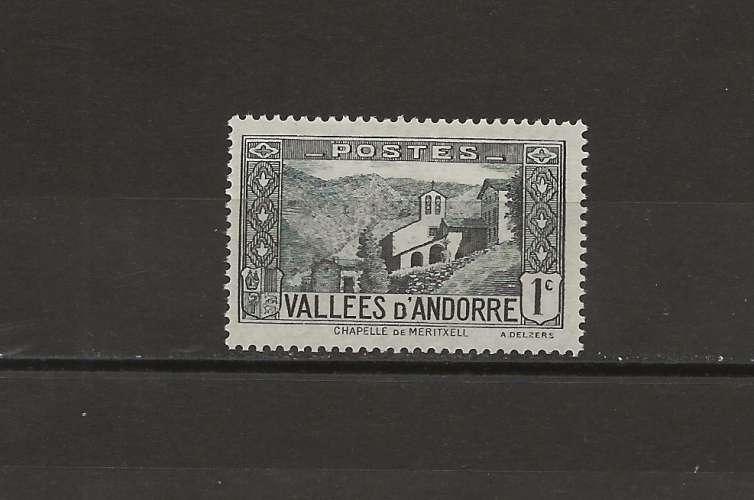 POSTES
VALLEES D'ANDORRE
1C
CHAPELLE DE MERITXELL
A. DELZERS